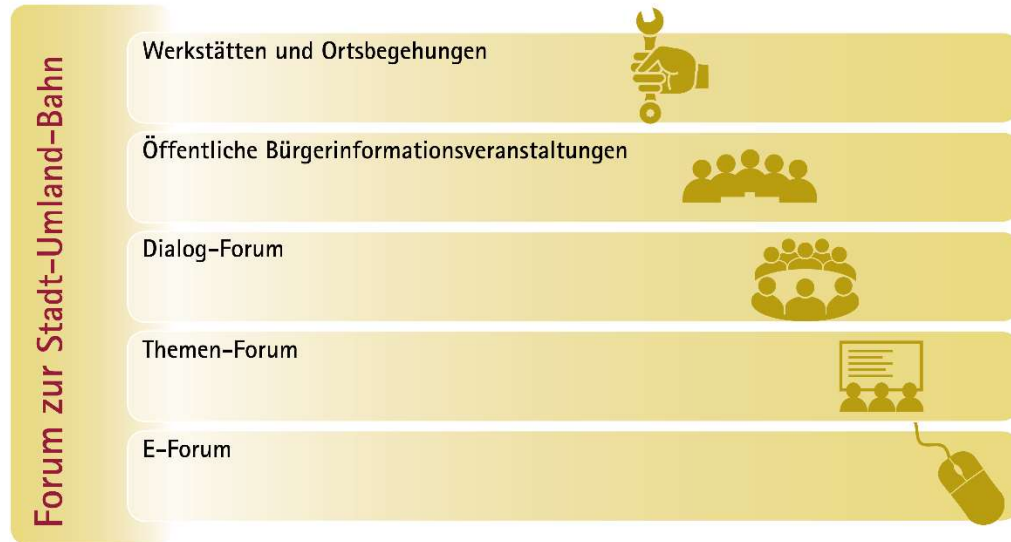 Forum zur Stadt-Umland-Bahn
Werkstätten und Ortsbegehungen
Öffentliche Bürgerinformationsveranstaltungen
Dialog-Forum
Themen-Forum
E-Forum